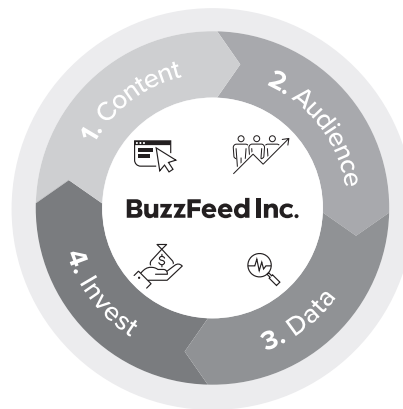 1. Content
2. Audience
BuzzFeed Inc.
$
4. Invest
3. Data